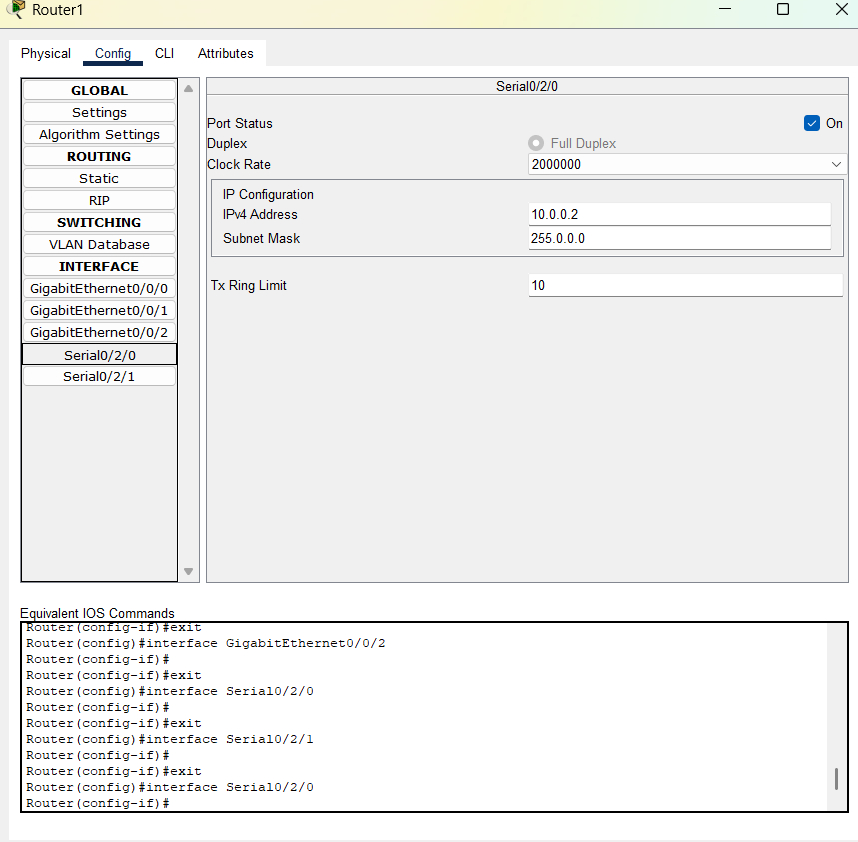 Router1
Physical Config CLI Attributes
GLOBAL
Settings
Algorithm Settings
ROUTING
Static
RIP
SWITCHING
VLAN Database
INTERFACE
GigabitEthernet0/0/0
GigabitEthernet0/0/1
GigabitEthernet0/0/2
Serial0/2/0
Serial0/2/1
Serial0/2/0
Port Status On
Duplex Full Duplex
Clock Rate 2000000
IP Configuration
IPv4 Address 10.0.0.2
Subnet Mask 255.0.0.0
Tx Ring Limit 10
Equivalent IOS Commands
Router(config-if)#exit
Router(config)#interface GigabitEthernet0/0/2
Router(config-if)#
Router(config-if)#exit
Router(config)#interface Serial0/2/0
Router(config-if)#
Router(config-if)#exit
Router(config)#interface Serial0/2/1
Router(config-if)#
Router(config-if)#exit
Router(config)#interface Serial0/2/0
Router(config-if)#